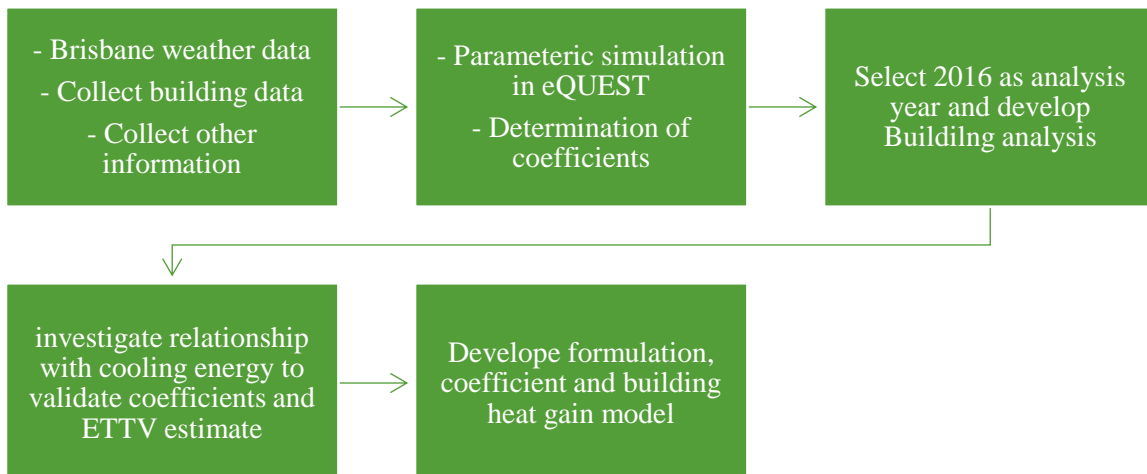 - Brisbane weather data
- Collect building data
- Collect other
information
- Parameteric simulation
in eQUEST
- Determination of
coefficients
Select 2016 as analysis
year and develop
Buildilng analysis
investigate relationship
with cooling energy to
validate coefficients and
ETTV estimate
Develope formulation,
coefficient and building
heat gain model